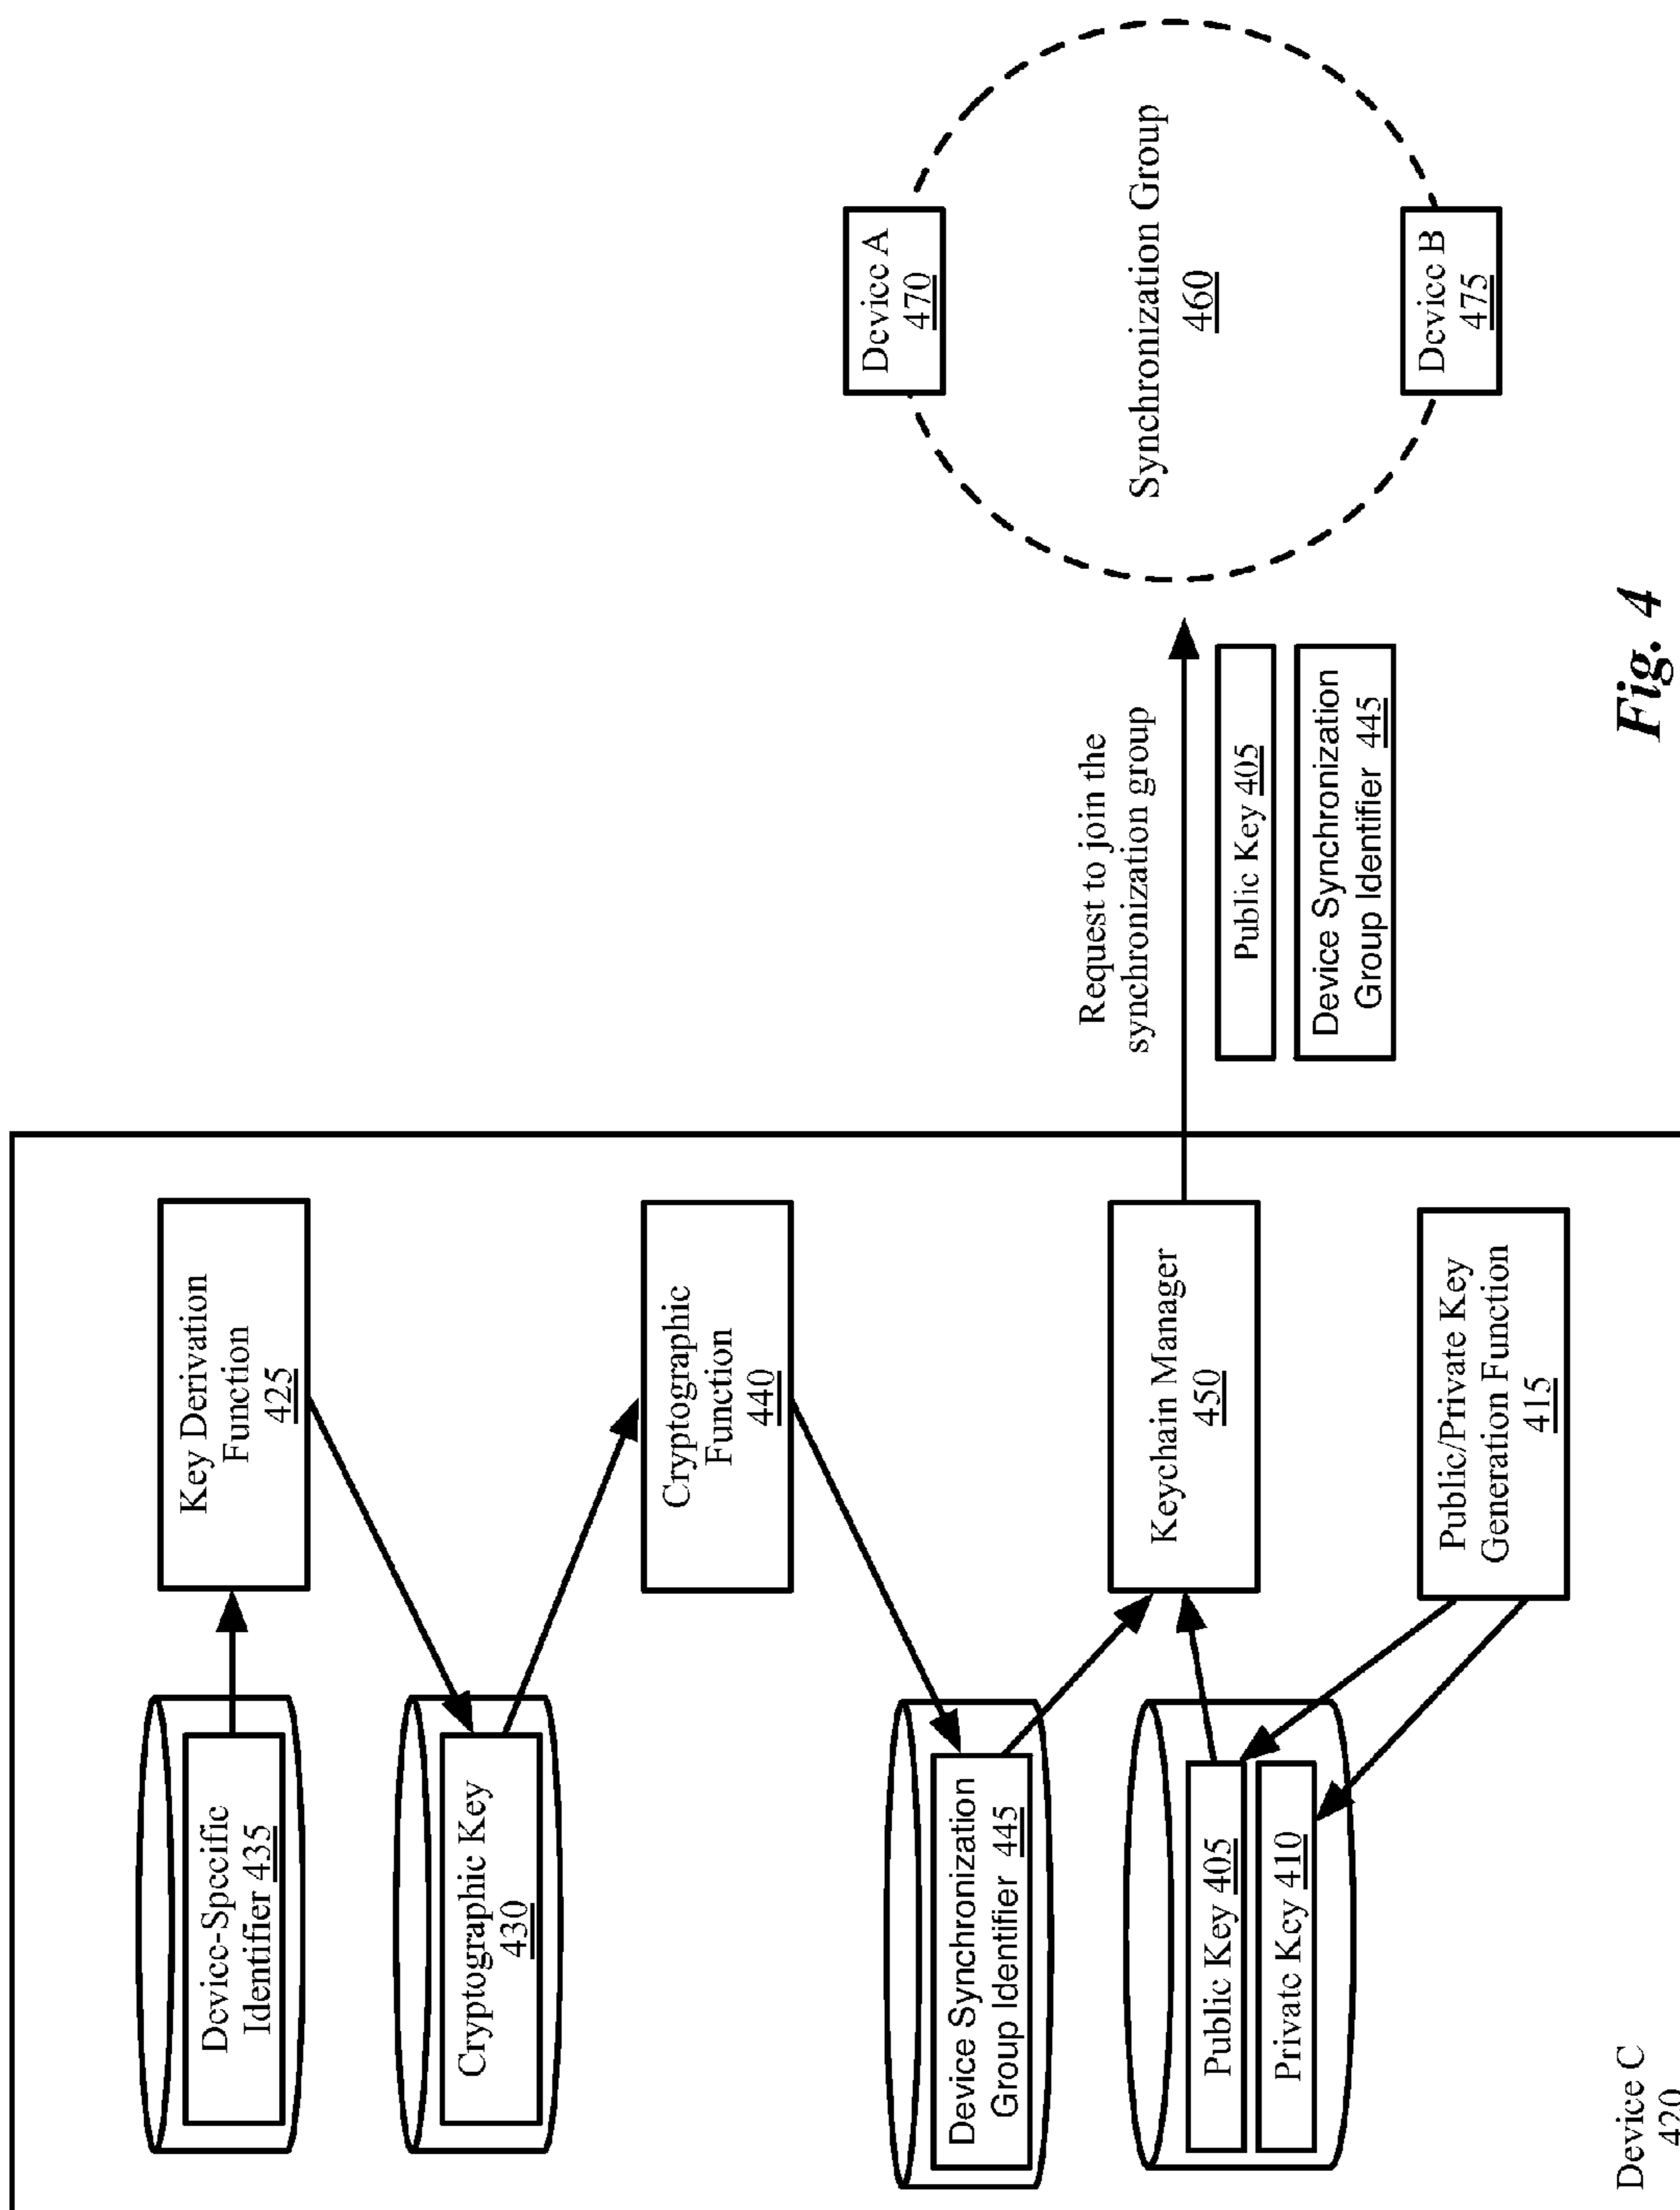 Device-Specific
Identifier 435
Key Derivation
Function
425
Cryptographic Key
430
Cryptographic
Function
440
Device Synchronization
Group Identifier 445
Keychain Manager
450
Public Key 405
Private Key 410
Public/Private Key
Generation Function
415
Device C
420
Request to join the
synchronization group
Public Key 405
Device Synchronization
Group Identifier 445
Device A
470
Synchronization Group
460
Device B
475
Fig. 4